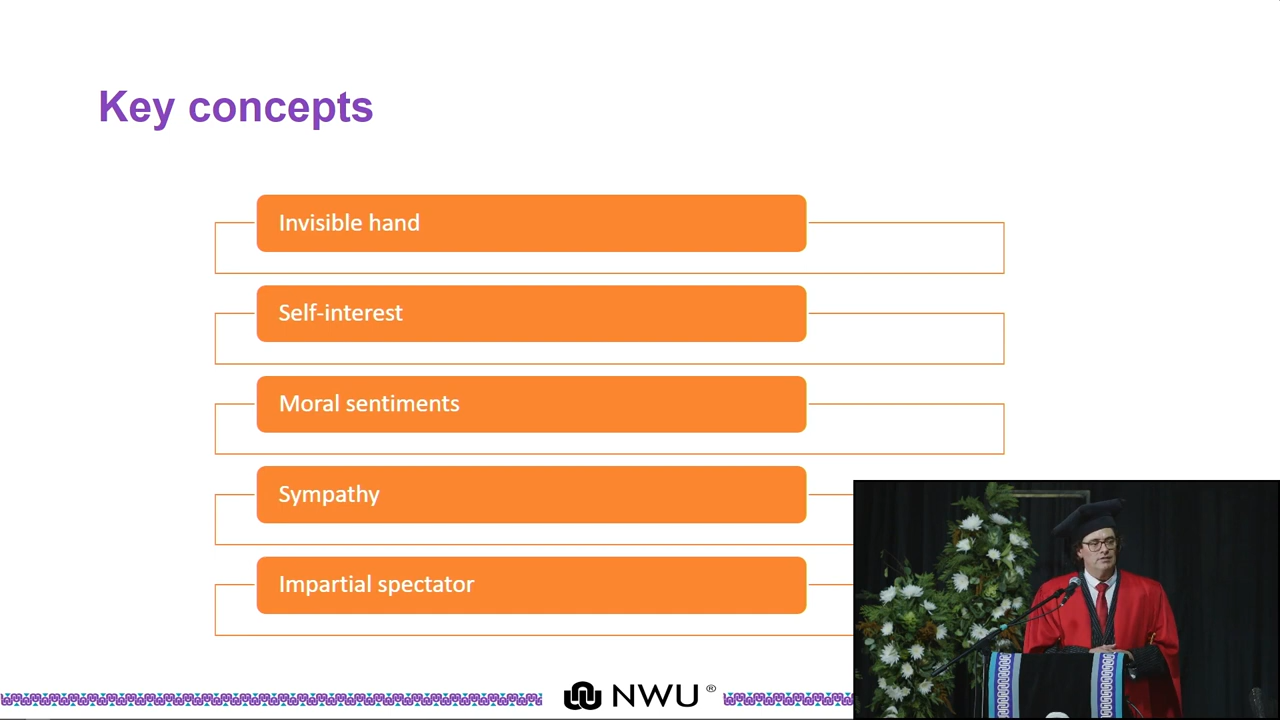 Key concepts
Invisible hand
Self-interest
Moral sentiments
Sympathy
Impartial spectator
NWU®